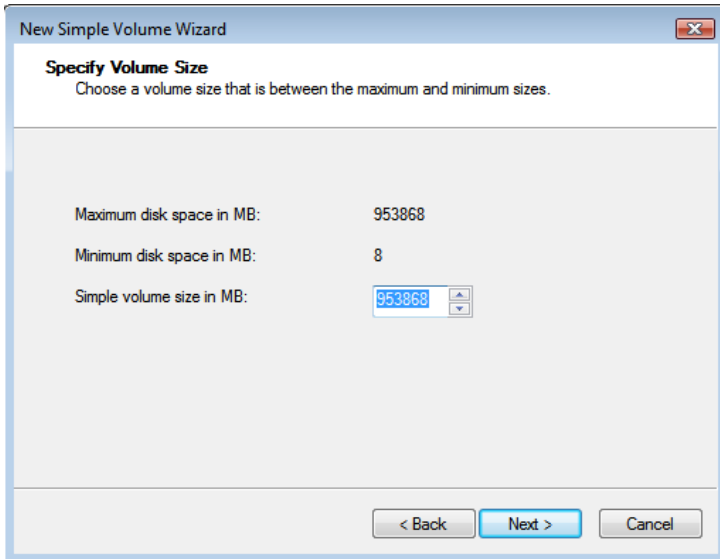 New Simple Volume Wizard
Specify Volume Size
Choose a volume size that is between the maximum and minimum sizes.
Maximum disk space in MB: 953868
Minimum disk space in MB: 8
Simple volume size in MB: 953868
< Back Next > Cancel